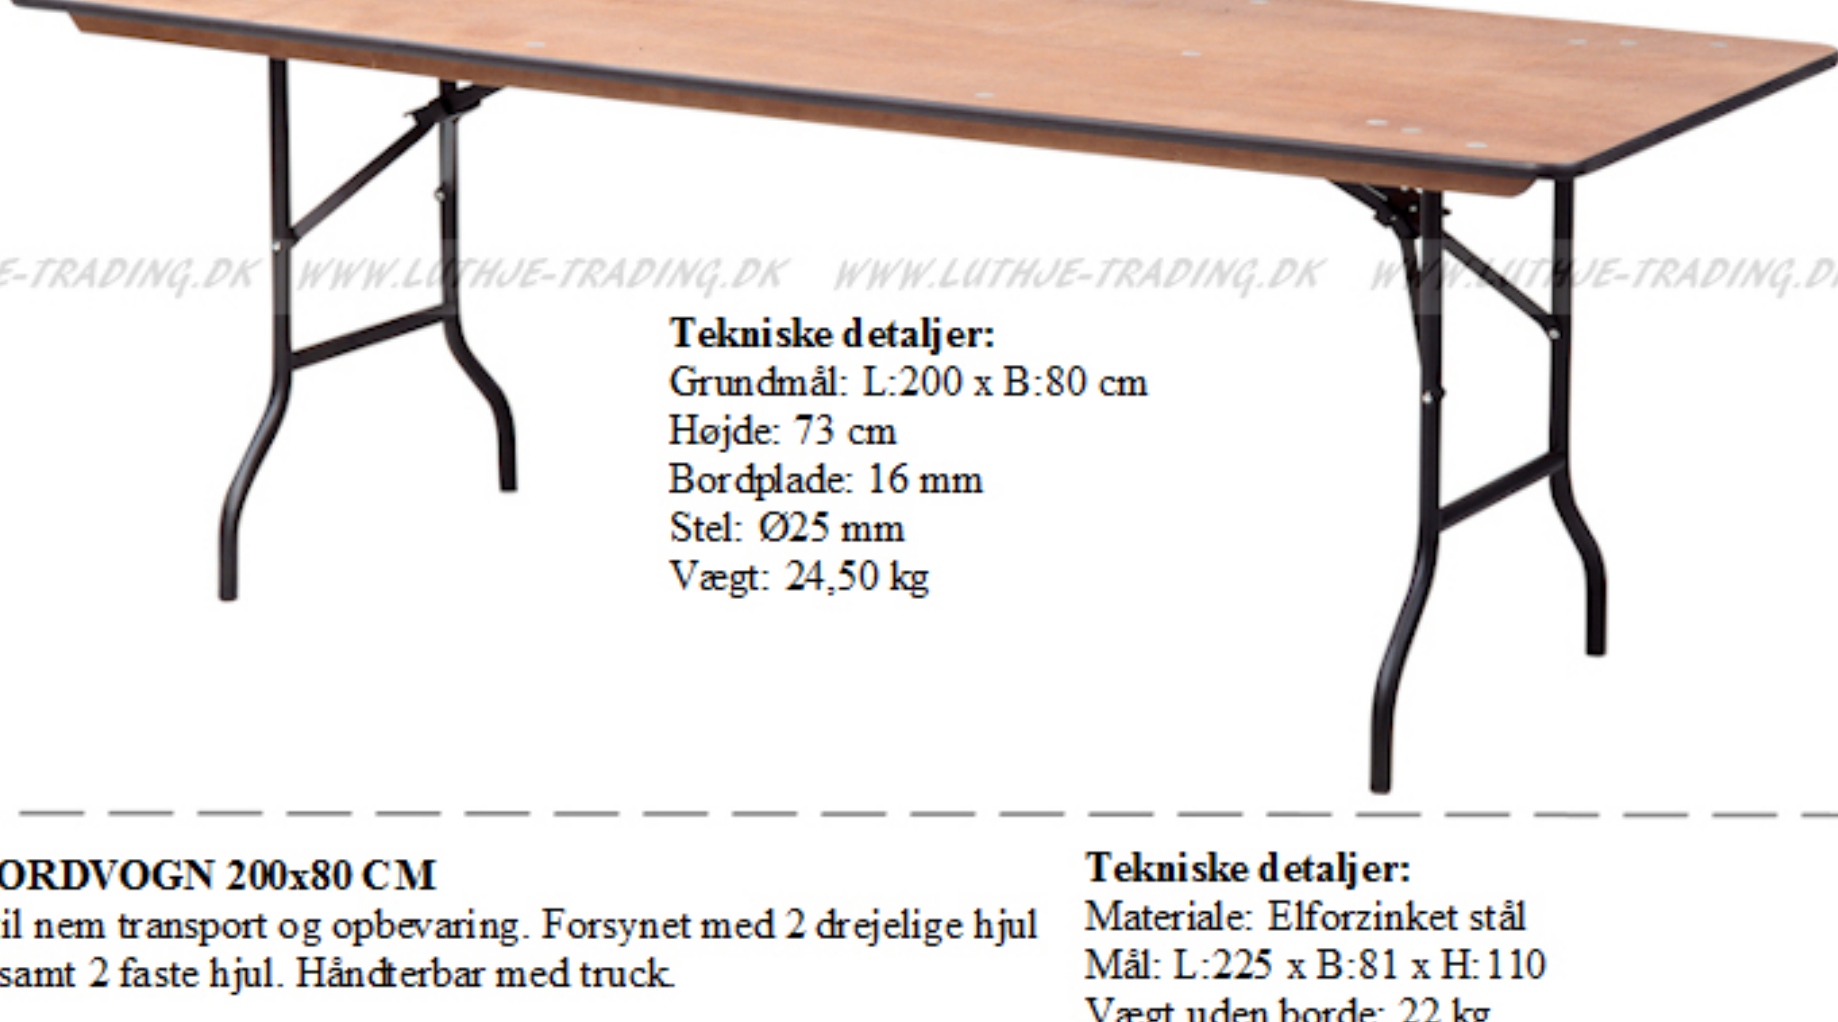 E-TRADING.DK WWW.LUTHJE-TRADING.DK WWW.LUTHJE-TRADING.DK WWW.LUTHJE-TRADING.D
Tekniske detaljer:
Grundmål: L:200 x B:80 cm
Højde: 73 cm
Bordplade: 16 mm
Stel: Ø25 mm
Vægt: 24,50 kg
ORDVOGN 200x80 CM
il nem transport og opbevaring. Forsynet med 2 drejelige hjul
samt 2 faste hjul. Håndterbar med truck.
Tekniske detaljer:
Materiale: Elforzinket stål
Mål: L:225 x B:81 x H:110
Vægt uden borde: 22 kg